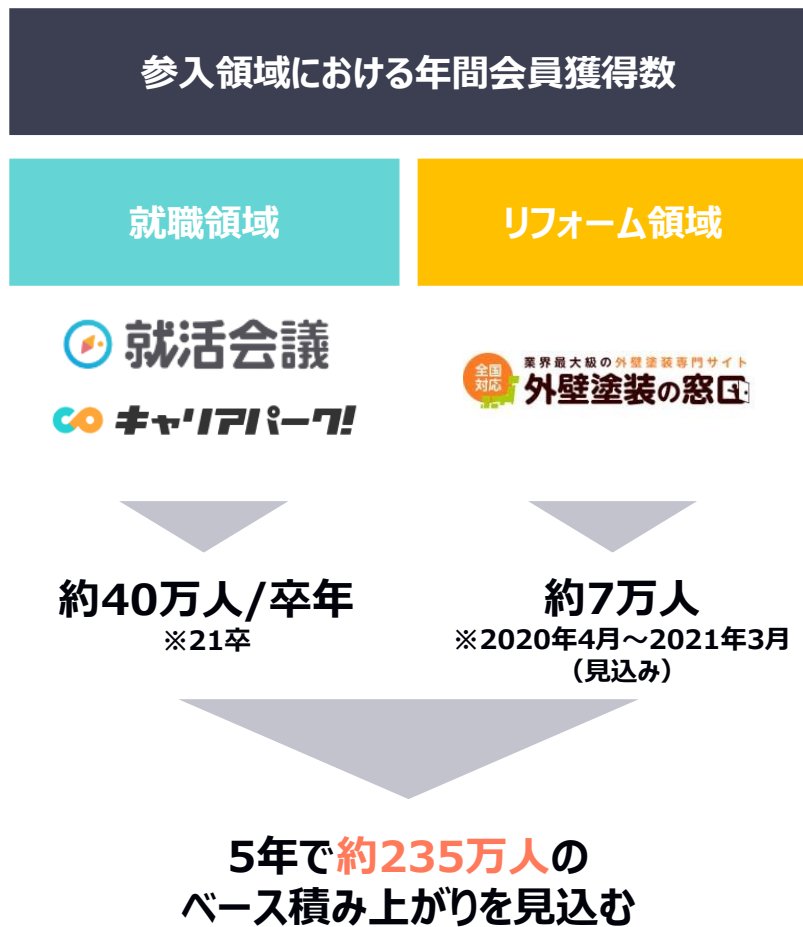 参入領域における年間会員獲得数
就職領域
リフォーム領域
就活会議
キャリアパーク!
全国
対応
業界最大級の外壁塗装専門サイト
外壁塗装の窓口
約40万人/卒年
※21卒
約7万人
※2020年4月～2021年3月
（見込み）
5年で約235万人の
ベース積み上がりを見込む